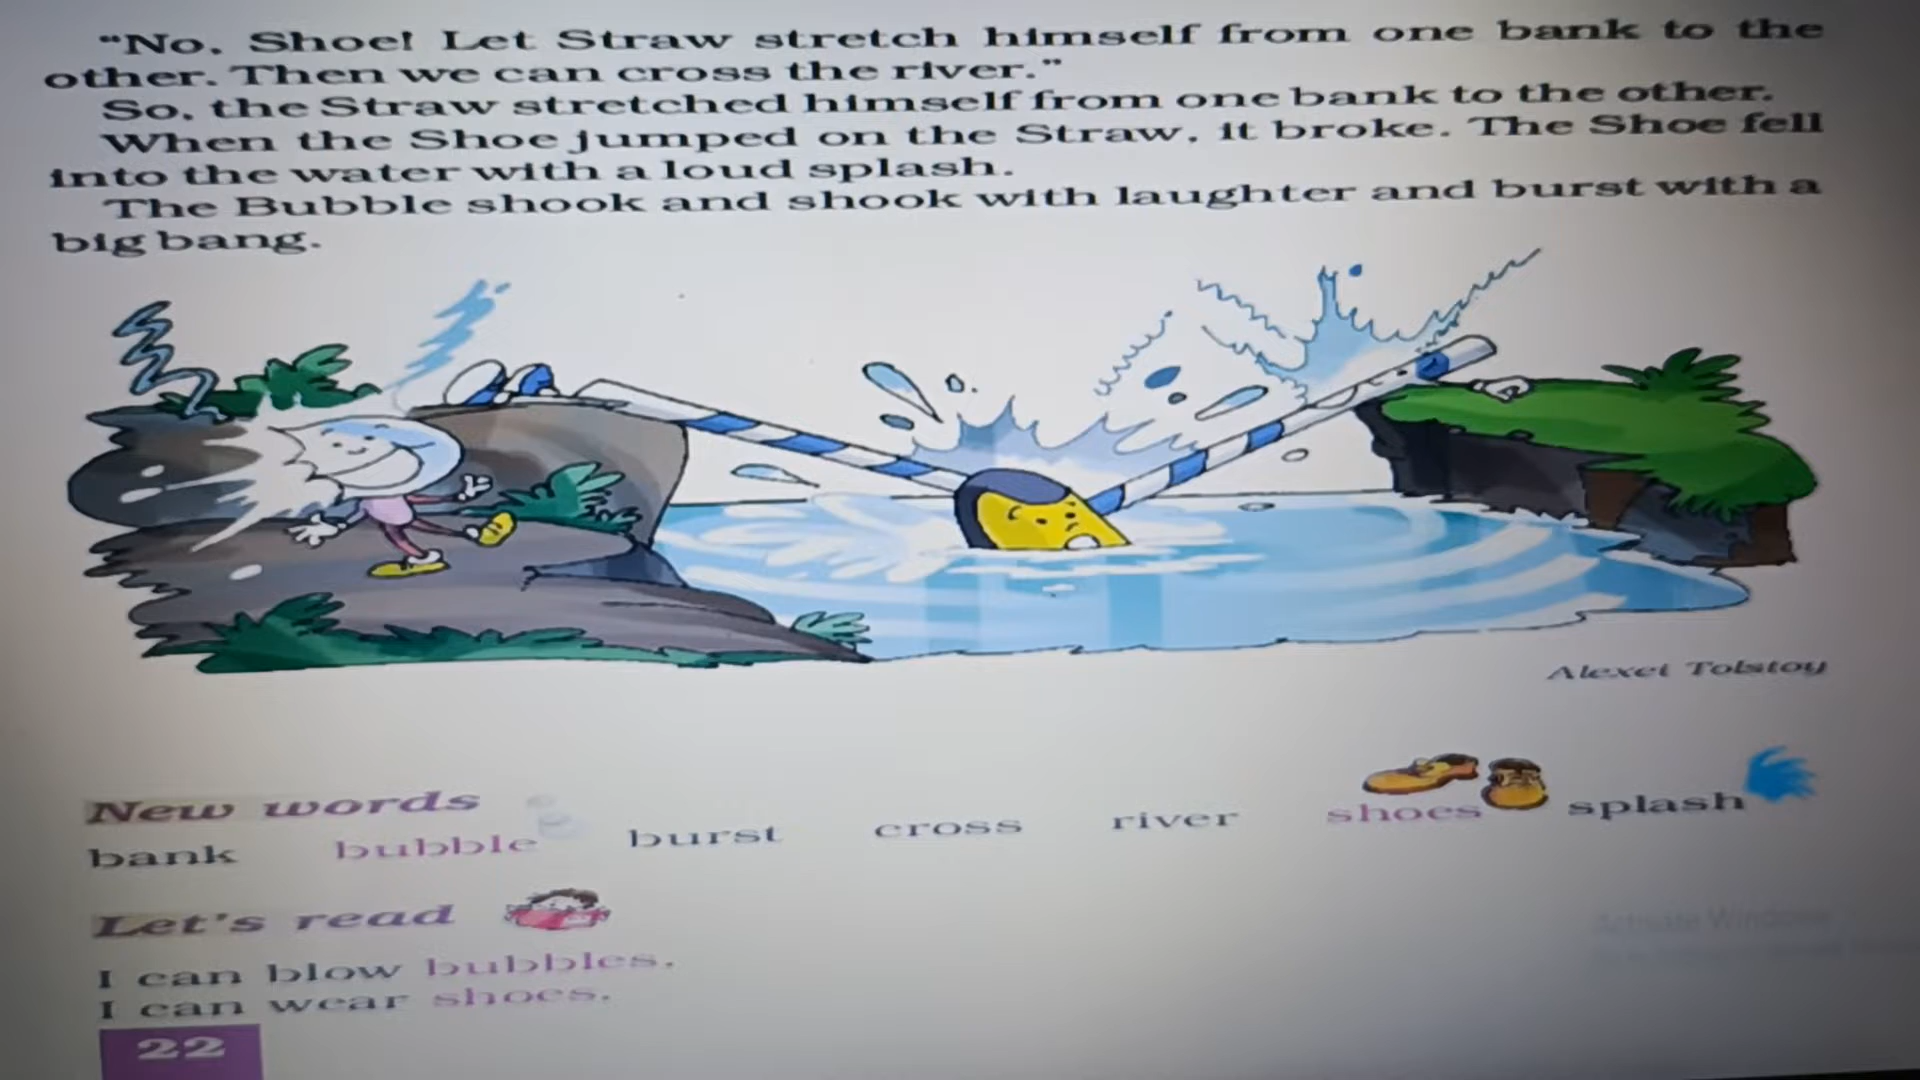 "No, Shoe! Let Straw stretch himself from one bank to the
other. Then we can cross the river."
So, the Straw stretched himself from one bank to the other.
When the Shoe jumped on the Straw, it broke. The Shoe fell
into the water with a loud splash.
The Bubble shook and shook with laughter and burst with a
big bang.
Alexei Tolstoy
New words
bank bubble burst cross river shoes splash
Let's read
I can blow bubbles.
I can wear shoes.
22
Activate Windows